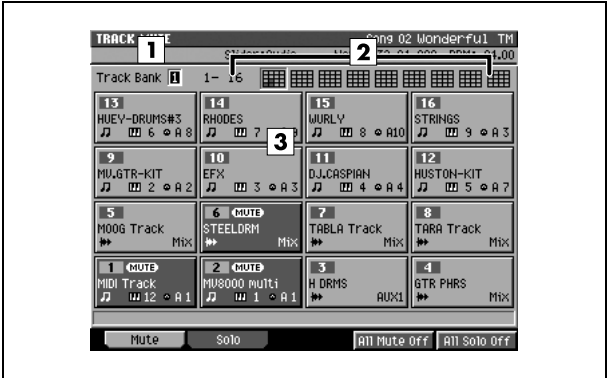 TRACK MUTE Song 02 Wonderful TM
1 2
Track Bank 1 1- 16
13 14 15 16
HUEY-DRUMS#3 RHODES WURLY STRINGS
6 A 8 7 8 A10 9 A 3
3
9 10 11 12
MV.GTR-KIT EFX DJ.CASPIAN HUSTON-KIT
2 A 2 3 A 3 4 A 4 5 A 7
5 6 MUTE 7 8
MOOG Track STEELDRM TABLA Track TARA Track
Mix Mix Mix Mix
1 MUTE 2 MUTE 3 4
MIDI Track MV8000 multi H DRMS GTR PHRS
12 A 1 1 A 1 AUX1 Mix
Mute Solo All Mute Off All Solo Off